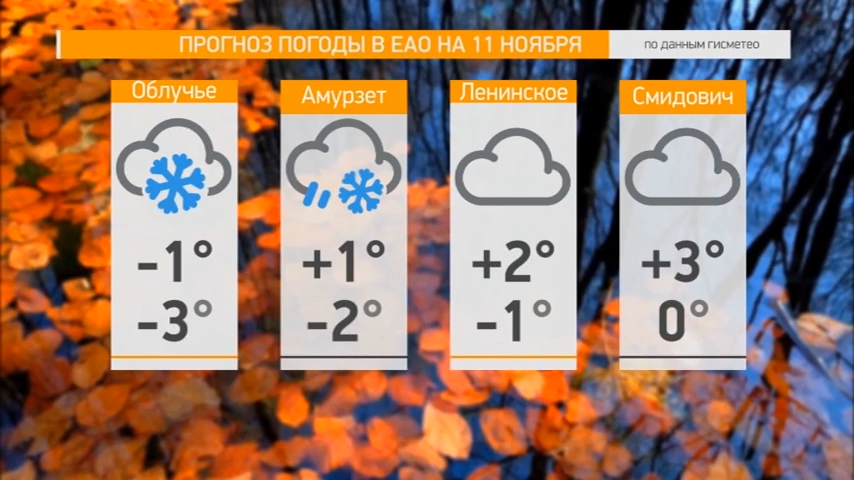 ПРОГНОЗ ПОГОДЫ В ЕАО НА 11 НОЯБРЯ
по данным гисметео
Облучье
-1°
-3°
Амурзет
+1°
-2°
Ленинское
+2°
-1°
Смидович
+3°
0°